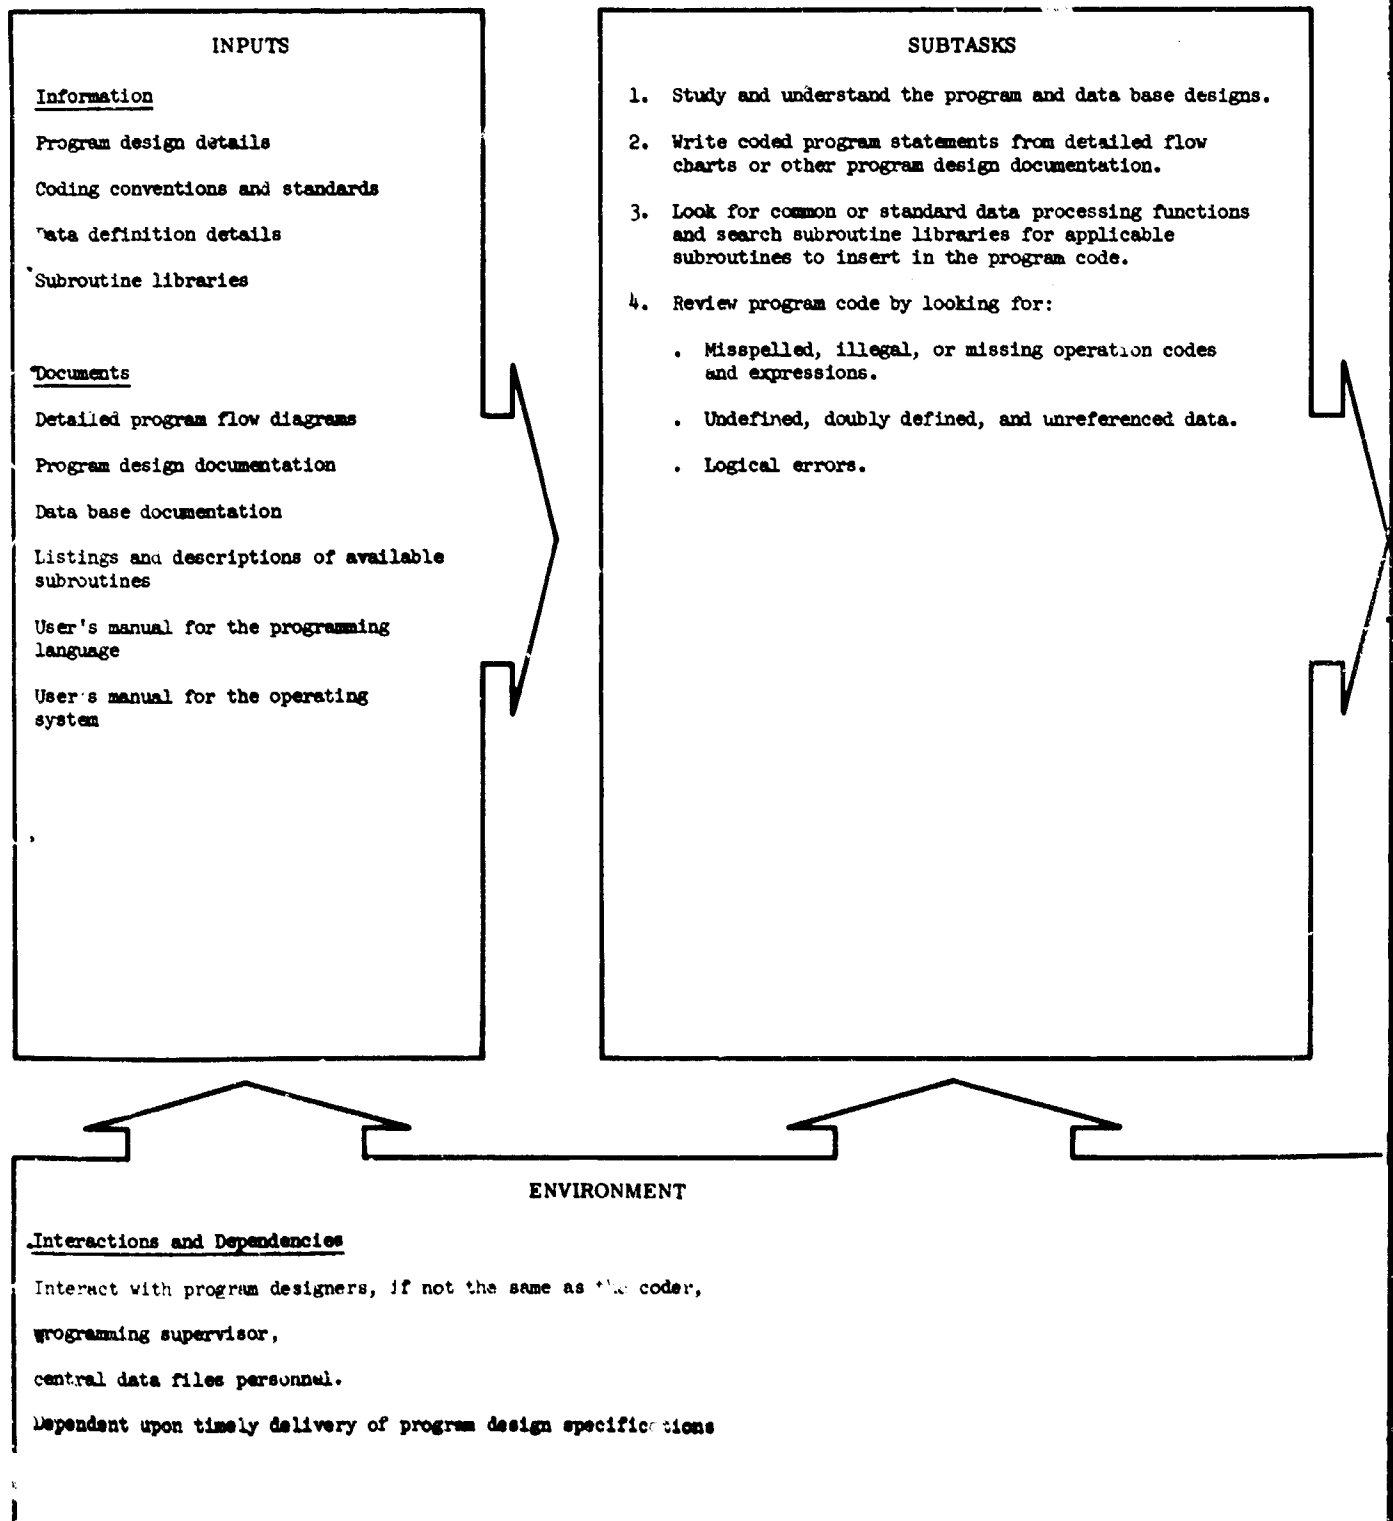 INPUTS
Information
Program design details
Coding conventions and standards
Data definition details
Subroutine libraries
Documents
Detailed program flow diagrams
Program design documentation
Data base documentation
Listings and descriptions of available
subroutines
User's manual for the programming
language
User's manual for the operating
system
SUBTASKS
1. Study and understand the program and data base designs.
2. Write coded program statements from detailed flow
charts or other program design documentation.
3. Look for common or standard data processing functions
and search subroutine libraries for applicable
subroutines to insert in the program code.
4. Review program code by looking for:
. Misspelled, illegal, or missing operation codes
and expressions.
. Undefined, doubly defined, and unreferenced data.
. Logical errors.
ENVIRONMENT
Interactions and Dependencies
Interact with program designers, if not the same as the coder,
programming supervisor,
central data files personnel.
Dependent upon timely delivery of program design specifications